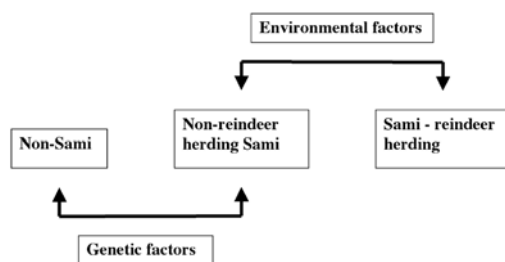 Environmental factors
Non-Sami
Non-reindeer
herding Sami
Sami - reindeer
herding
Genetic factors